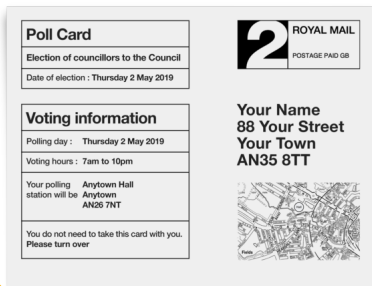 Poll Card
Election of councillors to the Council
Date of election : Thursday 2 May 2019
Voting information
Polling day : Thursday 2 May 2019
Voting hours : 7am to 10pm
Your polling Anytown Hall
station will be Anytown
AN26 7NT
You do not need to take this card with you.
Please turn over
2
ROYAL MAIL
POSTAGE PAID GB
Your Name
88 Your Street
Your Town
AN35 8TT
Fields